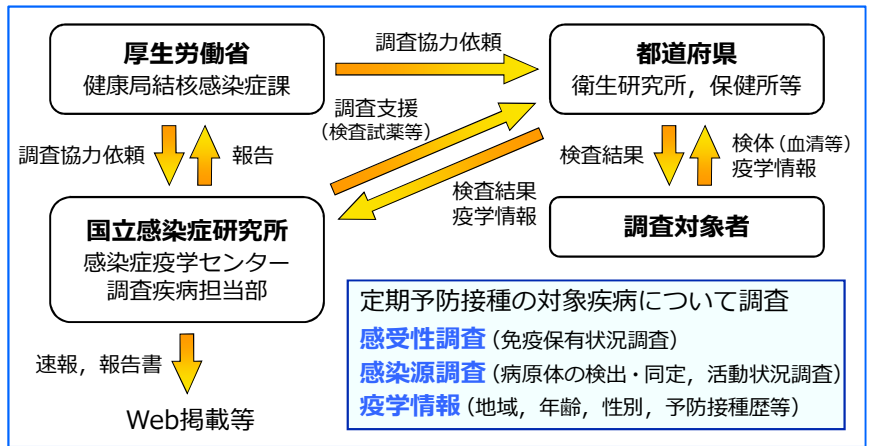 厚生労働省
健康局結核感染症課
調査協力依頼
都道府県
衛生研究所，保健所等
調査支援
（検査試薬等）
調査協力依頼
報告
検査結果
疫学情報
検査結果
検体（血清等）
疫学情報
国立感染症研究所
感染症疫学センター
調査疾病担当部
調査対象者
速報，報告書
Web掲載等
定期予防接種の対象疾病について調査
感受性調査（免疫保有状況調査）
感染源調査（病原体の検出・同定，活動状況調査）
疫学情報（地域，年齢，性別，予防接種歴等）